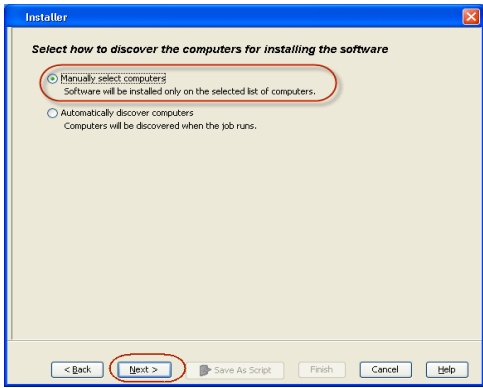 Installer
Select how to discover the computers for installing the software
Manually select computers
Software will be installed only on the selected list of computers.
Automatically discover computers
Computers will be discovered when the job runs.
< Back Next > Save As Script Finish Cancel Help